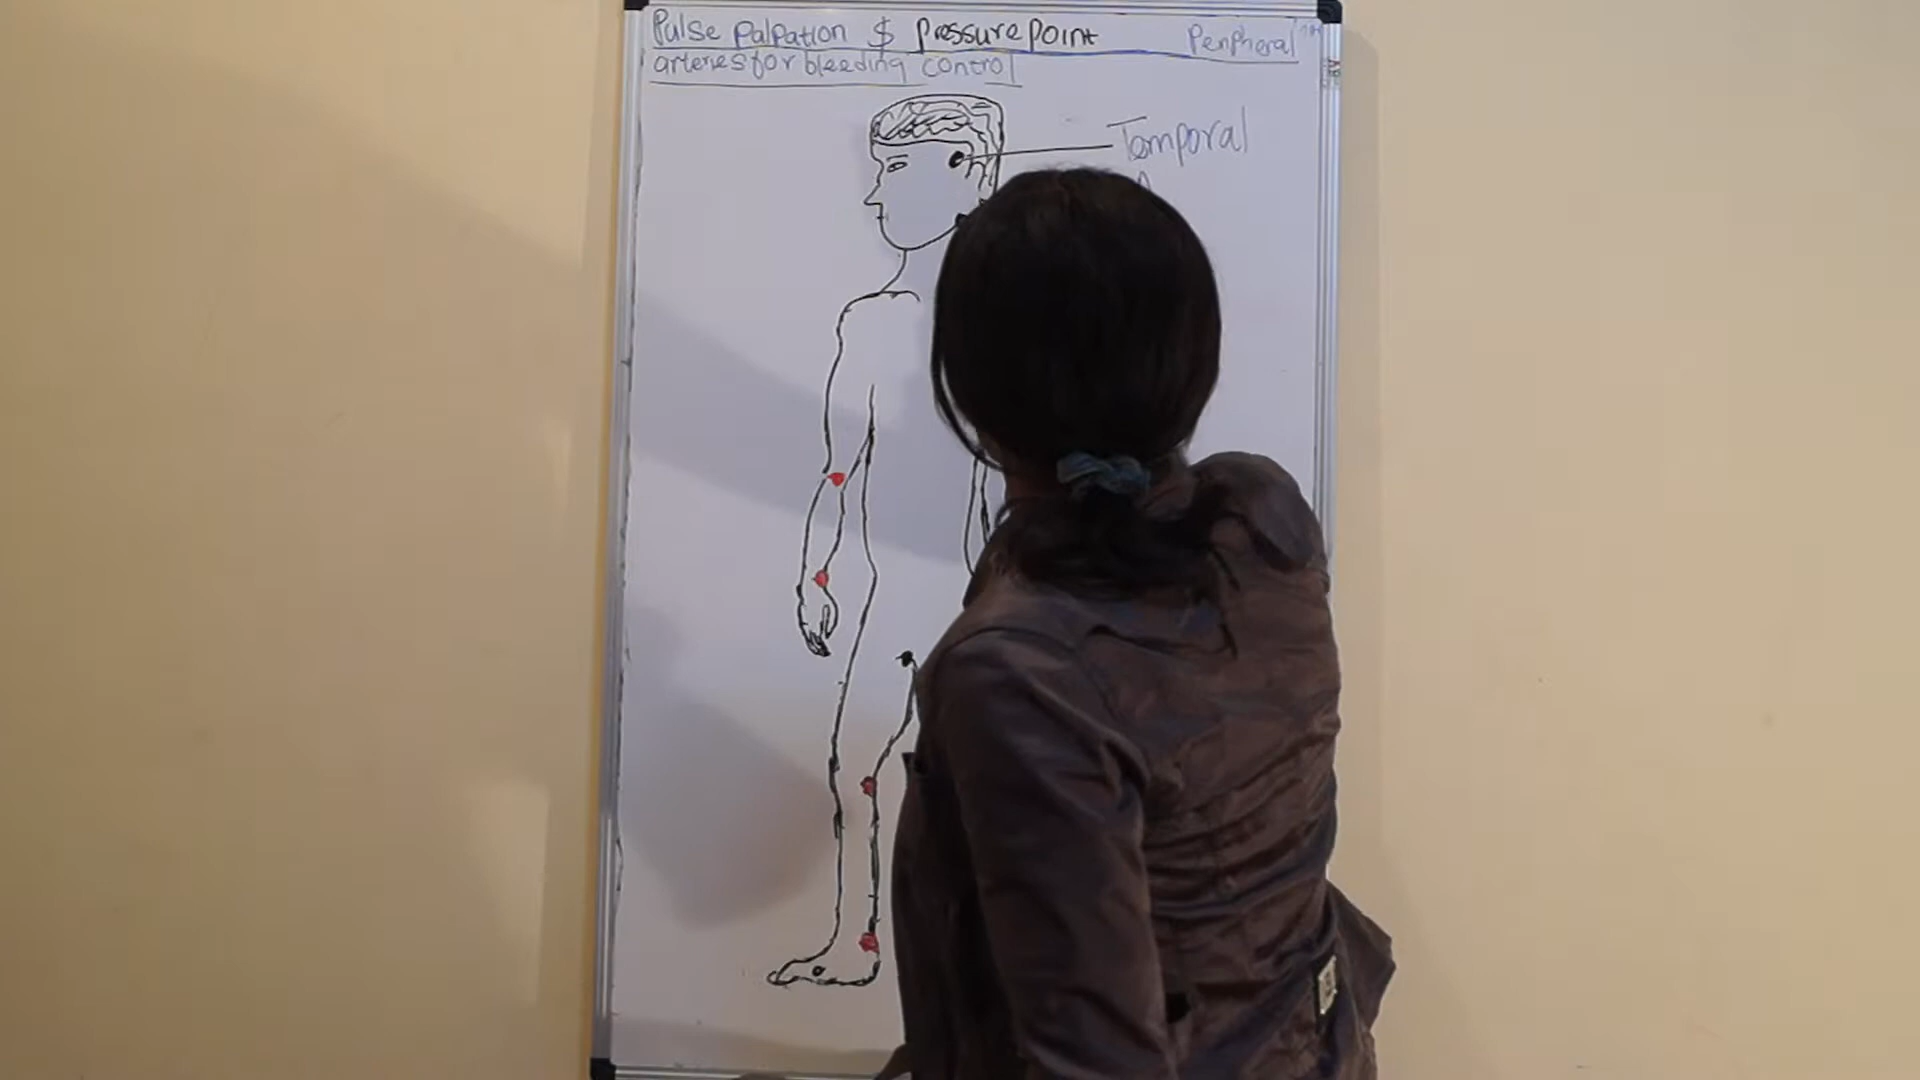 Pulse Palpation $ Pressure Point Peripheral
arteries for bleeding control
Temporal